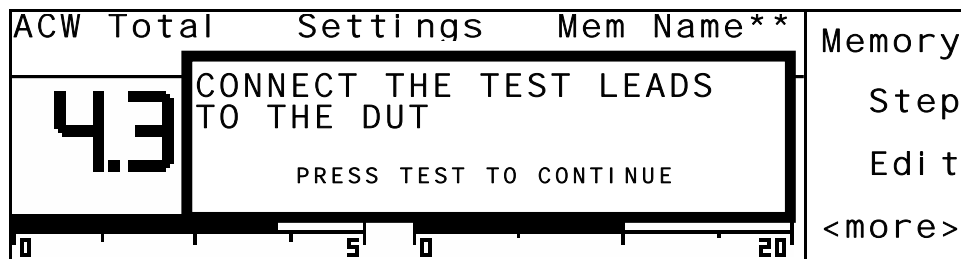 ACW Total Settings Mem Name**
CONNECT THE TEST LEADS
TO THE DUT
PRESS TEST TO CONTINUE
4.3
0 5 0 20
Memory
Step
Edit
<more>